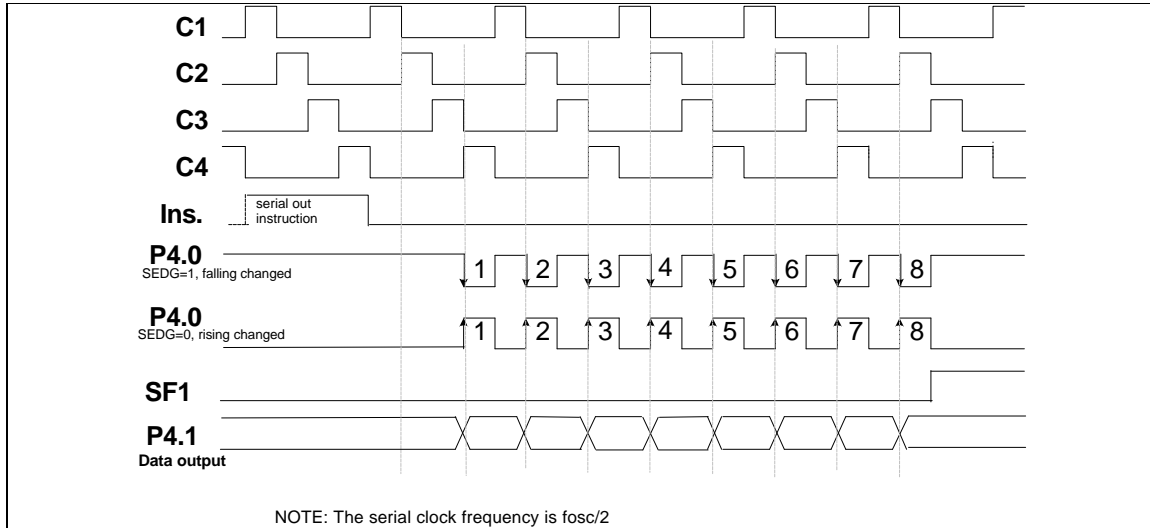 C1
C2
C3
C4
Ins.
serial out
instruction
P4.0
SEDG=1, falling changed
1 2 3 4 5 6 7 8
P4.0
SEDG=0, rising changed
1 2 3 4 5 6 7 8
SF1
P4.1
Data output
NOTE: The serial clock frequency is fosc/2